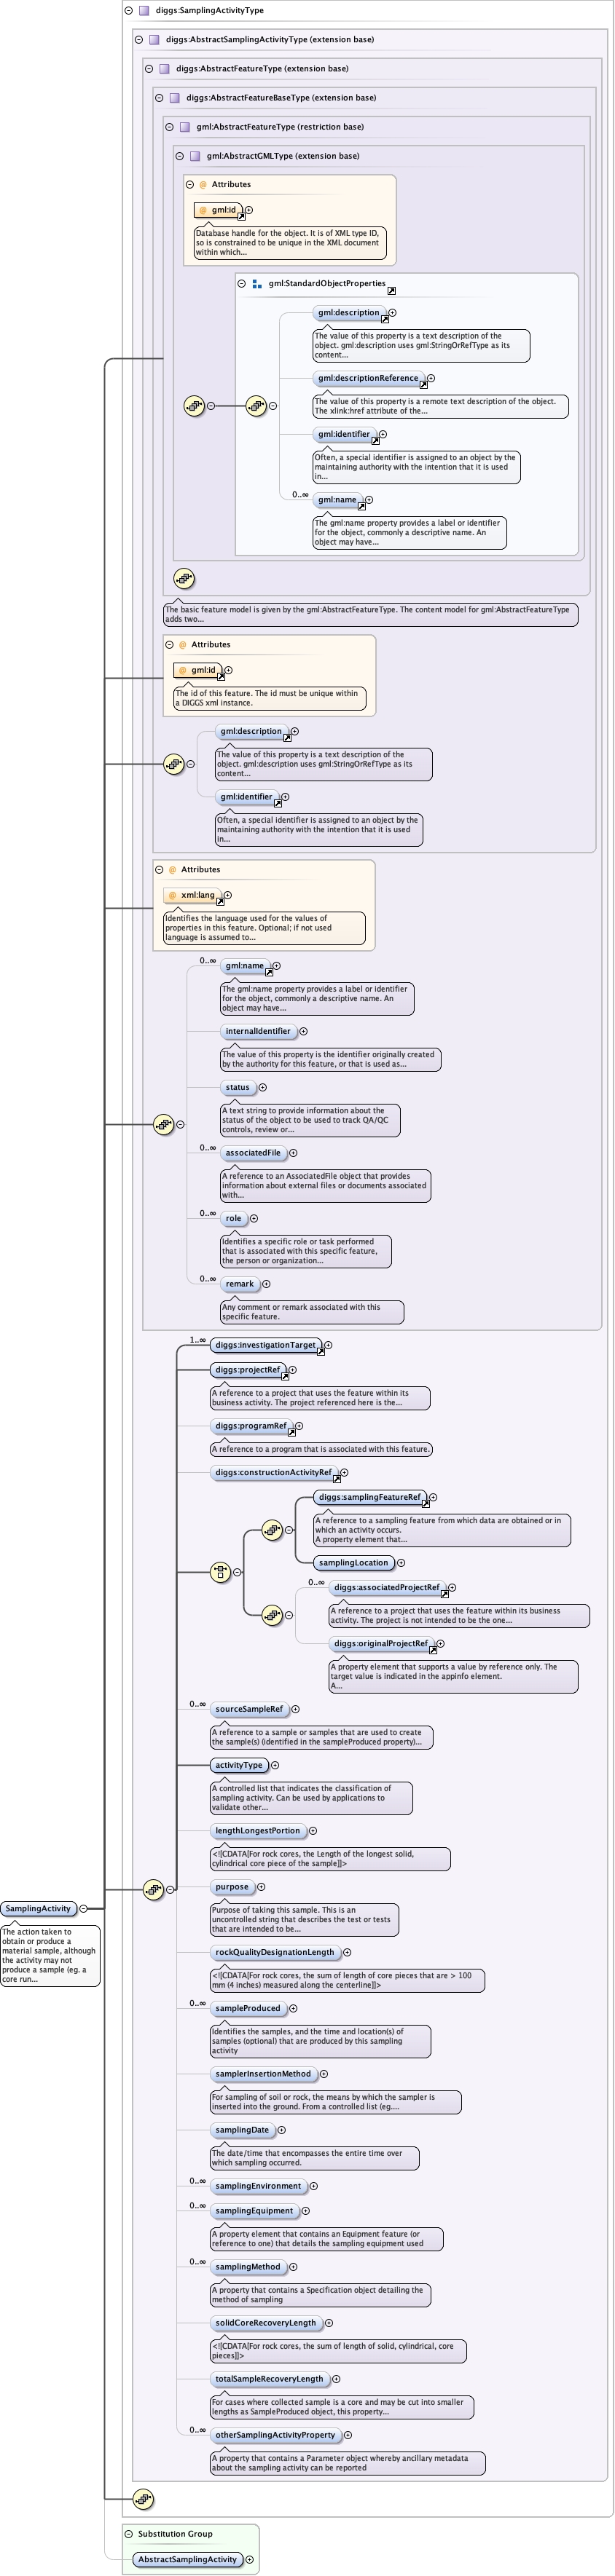 diggs:SamplingActivityType
diggs:AbstractSamplingActivityType (extension base)
diggs:AbstractFeatureType (extension base)
diggs:AbstractFeatureBaseType (extension base)
gml:AbstractFeatureType (restriction base)
gml:AbstractGMLType (extension base)
@ Attributes
@ gml:id
Database handle for the object. It is of XML type ID,
so is constrained to be unique in the XML document
within which...
gml:StandardObjectProperties
gml:description
The value of this property is a text description of the
object. gml:description uses gml:StringOrRefType as its
content...
gml:descriptionReference
The value of this property is a remote text description of the object.
The xlink:href attribute of the...
gml:identifier
Often, a special identifier is assigned to an object by the
maintaining authority with the intention that it is used
in...
0..∞
gml:name
The gml:name property provides a label or identifier
for the object, commonly a descriptive name. An
object may have...
The basic feature model is given by the gml:AbstractFeatureType. The content model for gml:AbstractFeatureType
adds two...
@ Attributes
@ gml:id
The id of this feature. The id must be unique within
a DIGGS xml instance.
gml:description
The value of this property is a text description of the
object. gml:description uses gml:StringOrRefType as its
content...
gml:identifier
Often, a special identifier is assigned to an object by the
maintaining authority with the intention that it is used
in...
@ Attributes
@ xml:lang
Identifies the language used for the values of
properties in this feature. Optional; if not used
language is assumed to...
0..∞
gml:name
The gml:name property provides a label or identifier
for the object, commonly a descriptive name. An
object may have...
internalIdentifier
The value of this property is the identifier originally created
by the authority for this feature, or that is used as...
status
A text string to provide information about the
status of the object to be used to track QA/QC
controls, review or...
0..∞
associatedFile
A reference to an AssociatedFile object that provides
information about external files or documents associated
with...
0..∞
role
Identifies a specific role or task performed
that is associated with this specific feature,
the person or organization...
0..∞
remark
Any comment or remark associated with this
specific feature.
1..∞
diggs:investigationTarget
diggs:projectRef
A reference to a project that uses the feature within its
business activity. The project referenced here is the...
diggs:programRef
A reference to a program that is associated with this feature.
diggs:constructionActivityRef
diggs:samplingFeatureRef
A reference to a sampling feature from which data are obtained or in
which an activity occurs.
A property element that...
samplingLocation
0..∞
diggs:associatedProjectRef
A reference to a project that uses the feature within its business
activity. The project is not intended to be the one...
diggs:originalProjectRef
A property element that supports a value by reference only. The
target value is indicated in the appinfo element.
A...
0..∞
sourceSampleRef
A reference to a sample or samples that are used to create
the sample(s) (identified in the sampleProduced property)...
activityType
A controlled list that indicates the classification of
sampling activity. Can be used by applications to
validate other...
lengthLongestPortion
<![CDATA[For rock cores, the Length of the longest solid,
cylindrical core piece of the sample]]>
purpose
Purpose of taking this sample. This is an
uncontrolled string that describes the test or tests
that are intended to be...
rockQualityDesignationLength
<![CDATA[For rock cores, the sum of length of core pieces that are > 100
mm (4 inches) measured along the centerline]]>
0..∞
sampleProduced
Identifies the samples, and the time and location(s) of
samples (optional) that are produced by this sampling
activity
samplerInsertionMethod
For sampling of soil or rock, the means by which the sampler is
inserted into the ground. From a controlled list (eg....
samplingDate
The date/time that encompasses the entire time over
which sampling occurred.
0..∞
samplingEnvironment
0..∞
samplingEquipment
A property element that contains an Equipment feature (or
reference to one) that details the sampling equipment used
0..∞
samplingMethod
A property that contains a Specification object detailing the
method of sampling
solidCoreRecoveryLength
<![CDATA[For rock cores, the sum of length of solid, cylindrical, core
pieces]]>
totalSampleRecoveryLength
For cases where collected sample is a core and may be cut into smaller
lengths as SampleProduced object, this property...
0..∞
otherSamplingActivityProperty
A property that contains a Parameter object whereby ancillary metadata
about the sampling activity can be reported
SamplingActivity
The action taken to
obtain or produce a
material sample, although
the activity may not
produce a sample (eg. a
core run...
Substitution Group
AbstractSamplingActivity